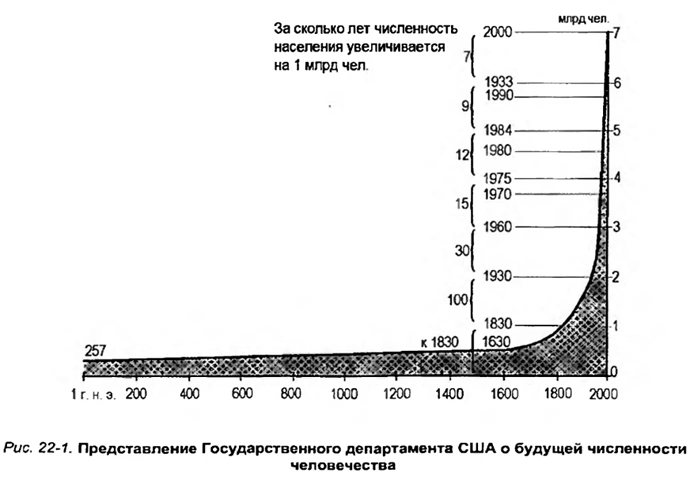 За сколько лет численность
населения увеличивается
на 1 млрд чел.
млрд чел.
2000 7
7
1933 6
1990
9
1984 5
12 1980
1975 4
1970
15
1960 3
30
1930 2
100
1830 1
257 к 1830 1630
0
1 г. н. э. 200 400 600 800 1000 1200 1400 1600 1800 2000
Рис. 22-1. Представление Государственного департамента США о будущей численности
человечества